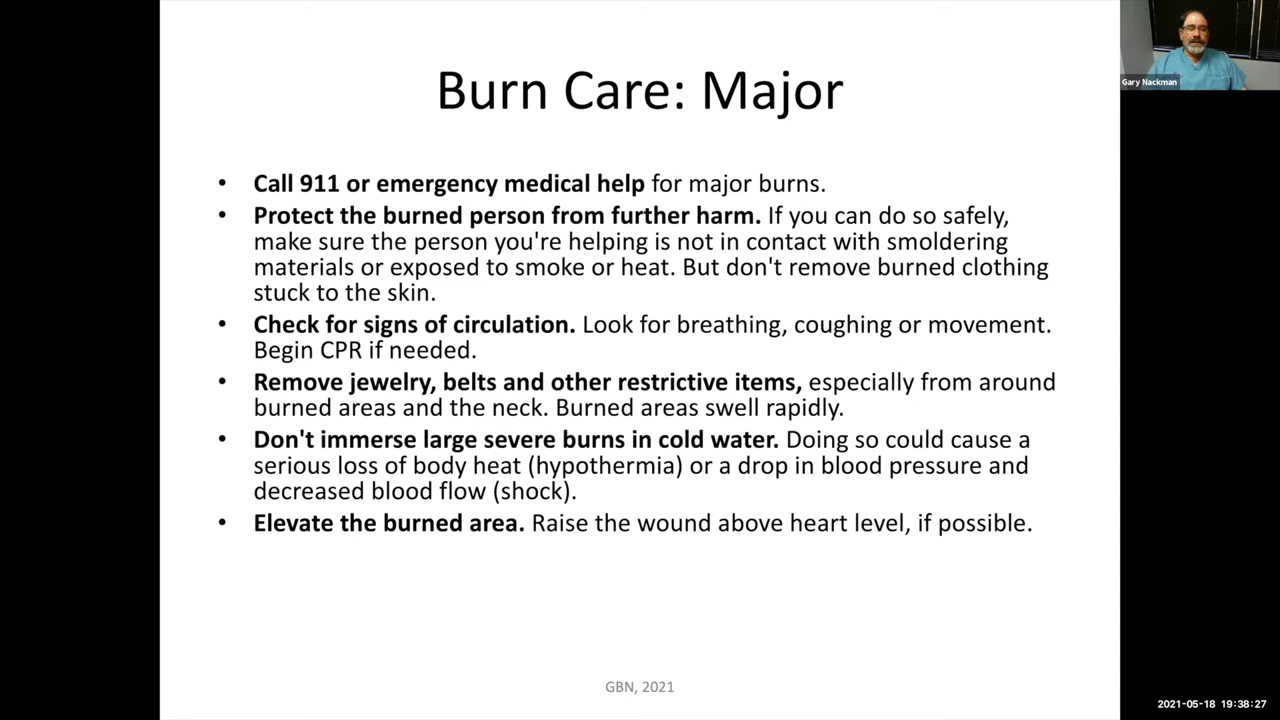 Burn Care: Major
Gary Nackman
• Call 911 or emergency medical help for major burns.
• Protect the burned person from further harm. If you can do so safely,
make sure the person you're helping is not in contact with smoldering
materials or exposed to smoke or heat. But don't remove burned clothing
stuck to the skin.
• Check for signs of circulation. Look for breathing, coughing or movement.
Begin CPR if needed.
• Remove jewelry, belts and other restrictive items, especially from around
burned areas and the neck. Burned areas swell rapidly.
• Don't immerse large severe burns in cold water. Doing so could cause a
serious loss of body heat (hypothermia) or a drop in blood pressure and
decreased blood flow (shock).
• Elevate the burned area. Raise the wound above heart level, if possible.
GBN, 2021
2021-05-18 19:38:27